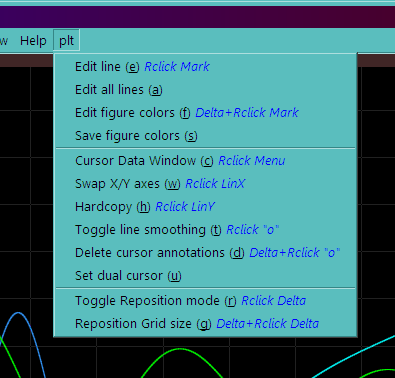 w Help plt
Edit line (e) Rclick Mark
Edit all lines (a)
Edit figure colors (f) Delta+Rclick Mark
Save figure colors (s)
Cursor Data Window (c) Rclick Menu
Swap X/Y axes (w) Rclick LinX
Hardcopy (h) Rclick LinY
Toggle line smoothing (t) Rclick "o"
Delete cursor annotations (d) Delta+Rclick "o"
Set dual cursor (u)
Toggle Reposition mode (r) Rclick Delta
Reposition Grid size (g) Delta+Rclick Delta